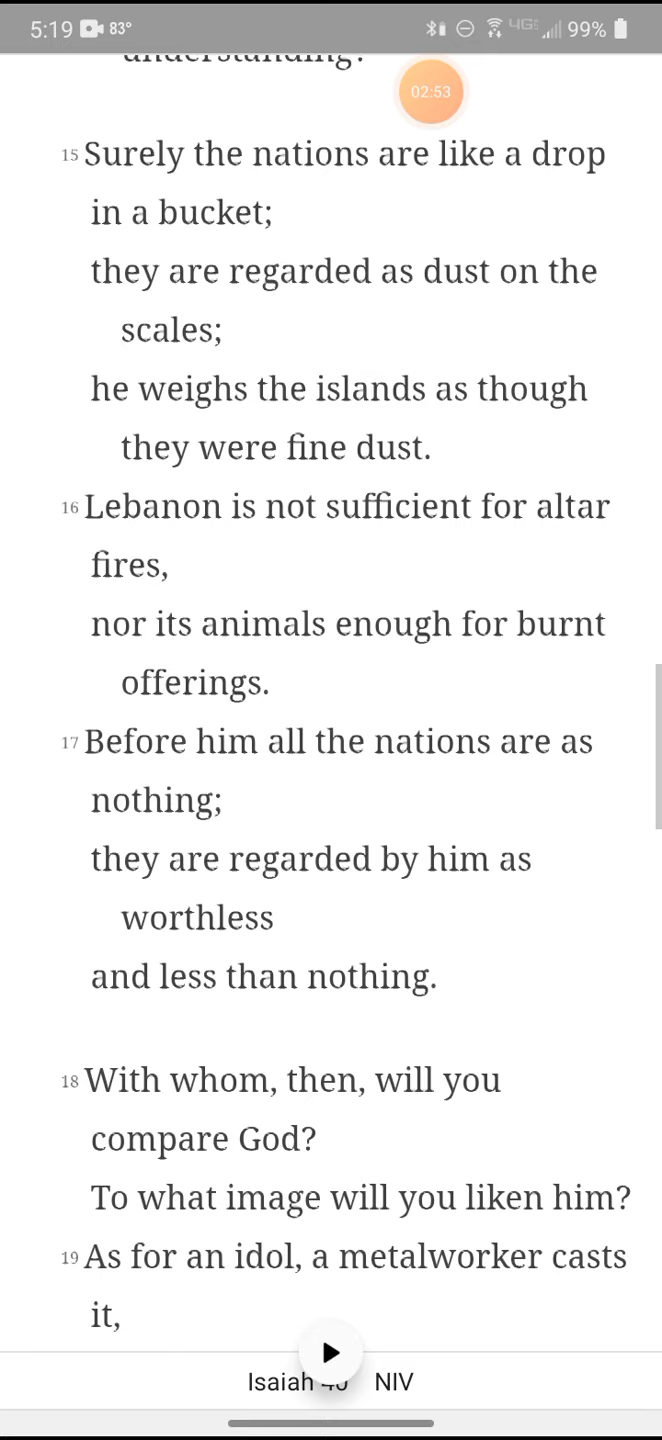 5:19 83° 4G 99%
understanding?
02:53
15 Surely the nations are like a drop
in a bucket;
they are regarded as dust on the
scales;
he weighs the islands as though
they were fine dust.
16 Lebanon is not sufficient for altar
fires,
nor its animals enough for burnt
offerings.
17 Before him all the nations are as
nothing;
they are regarded by him as
worthless
and less than nothing.
18 With whom, then, will you
compare God?
To what image will you liken him?
19 As for an idol, a metalworker casts
it,
Isaiah 40 NIV